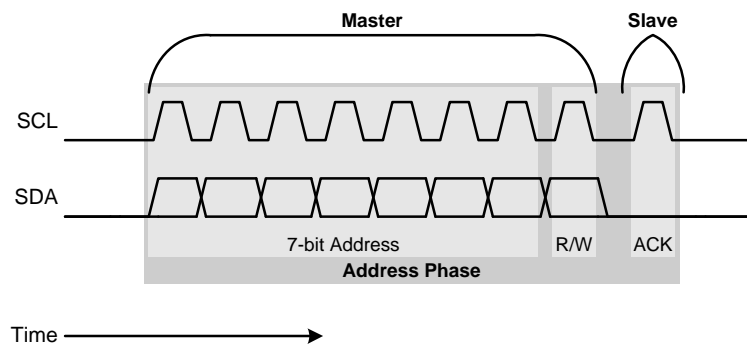 Master
Slave
SCL
SDA
7-bit Address
R/W
ACK
Address Phase
Time